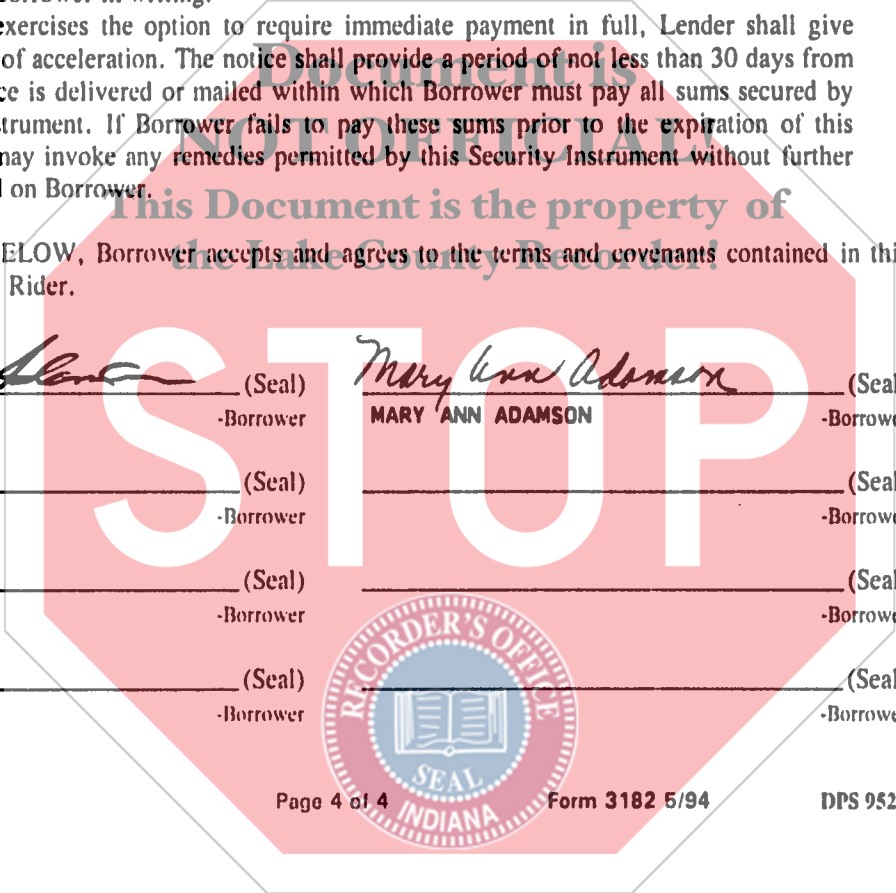 exercises the option to require immediate payment in full, Lender shall give
of acceleration. The notice shall provide a period of not less than 30 days from
ce is delivered or mailed within which Borrower must pay all sums secured by
strument. If Borrower fails to pay these sums prior to the expiration of this
may invoke any remedies permitted by this Security Instrument without further
on Borrower.
Document is
NOT OFFICIAL!
This Document is the property of
the Lake County Recorder!
ELOW, Borrower accepts and agrees to the terms and covenants contained in thi
Rider.
STOP
(Seal) Mary Ann Adamson (Seal
-Borrower MARY ANN ADAMSON -Borrowe
(Seal) (Seal
-Borrower -Borrowe
(Seal) (Seal
-Borrower -Borrowe
(Seal) (Seal
-Borrower -Borrowe
RECORDER'S OFFICE
SEAL
INDIANA
Page 4 of 4 Form 3182 5/94 DPS 952